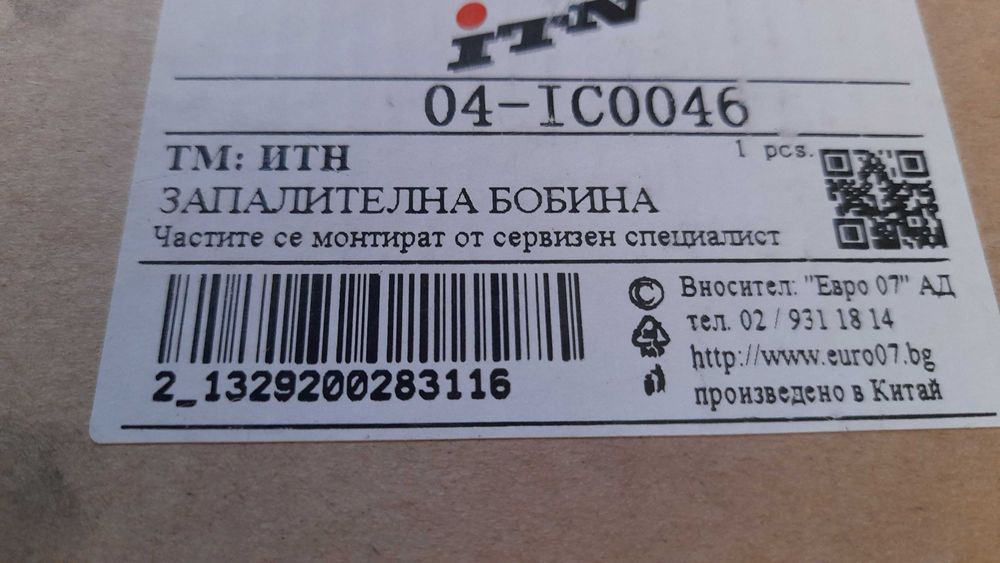 iTN
04-IC0046
ТМ: ИТН
1 pcs.
ЗАПАЛИТЕЛНА БОБИНА
Частите се монтират от сервизен специалист
2_1329200283116
© Вносител: "Евро 07" АД
тел. 02 / 931 18 14
http://www.euro07.bg
произведено в Китай